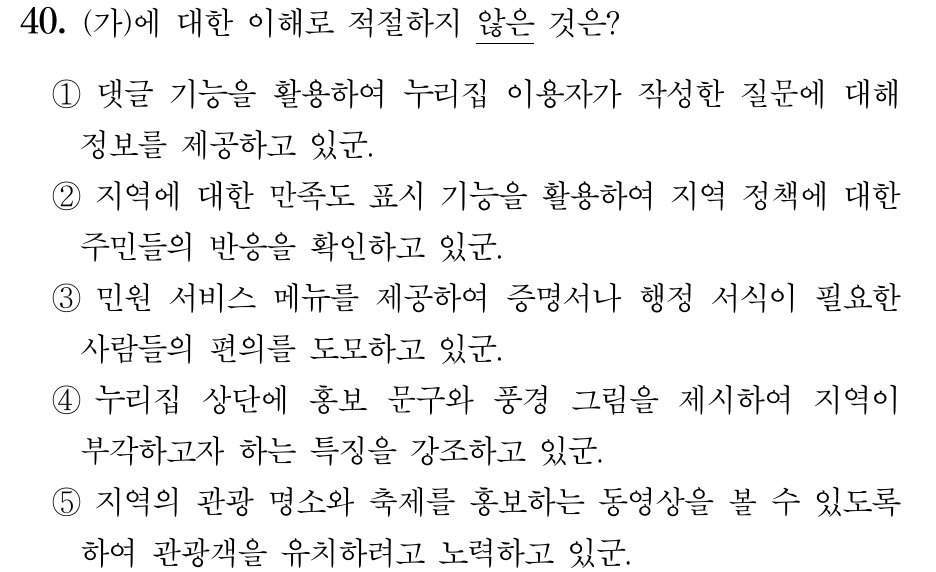 40. (가)에 대한 이해로 적절하지 않은 것은?
① 댓글 기능을 활용하여 누리집 이용자가 작성한 질문에 대해
정보를 제공하고 있군.
② 지역에 대한 만족도 표시 기능을 활용하여 지역 정책에 대한
주민들의 반응을 확인하고 있군.
③ 민원 서비스 메뉴를 제공하여 증명서나 행정 서식이 필요한
사람들의 편의를 도모하고 있군.
④ 누리집 상단에 홍보 문구와 풍경 그림을 제시하여 지역이
부각하고자 하는 특징을 강조하고 있군.
⑤ 지역의 관광 명소와 축제를 홍보하는 동영상을 볼 수 있도록
하여 관광객을 유치하려고 노력하고 있군.